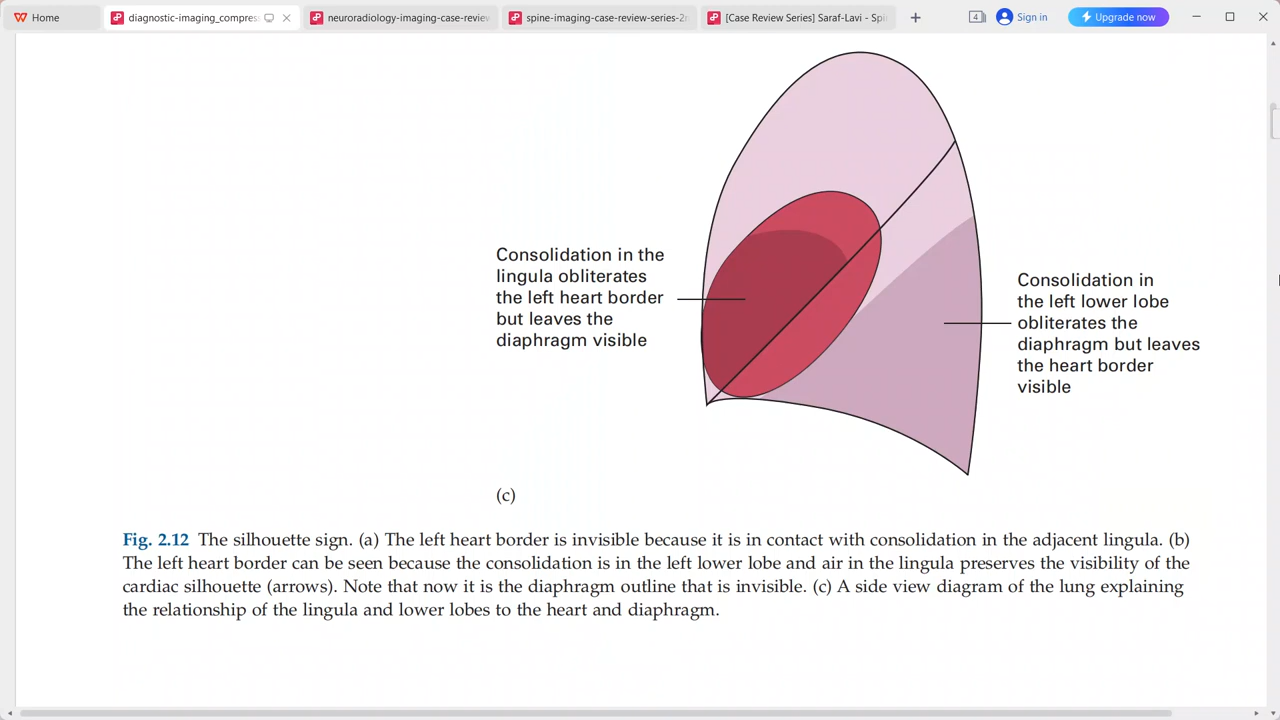 Home
diagnostic-imaging_compres
neuroradiology-imaging-case-review
spine-imaging-case-review-series-2
[Case Review Series] Saraf-Lavi - Spi
4
Sign in
Upgrade now
Consolidation in the
lingula obliterates
the left heart border
but leaves the
diaphragm visible
Consolidation in
the left lower lobe
obliterates the
diaphragm but leaves
the heart border
visible
(c)
Fig. 2.12 The silhouette sign. (a) The left heart border is invisible because it is in contact with consolidation in the adjacent lingula. (b)
The left heart border can be seen because the consolidation is in the left lower lobe and air in the lingula preserves the visibility of the
cardiac silhouette (arrows). Note that now it is the diaphragm outline that is invisible. (c) A side view diagram of the lung explaining
the relationship of the lingula and lower lobes to the heart and diaphragm.